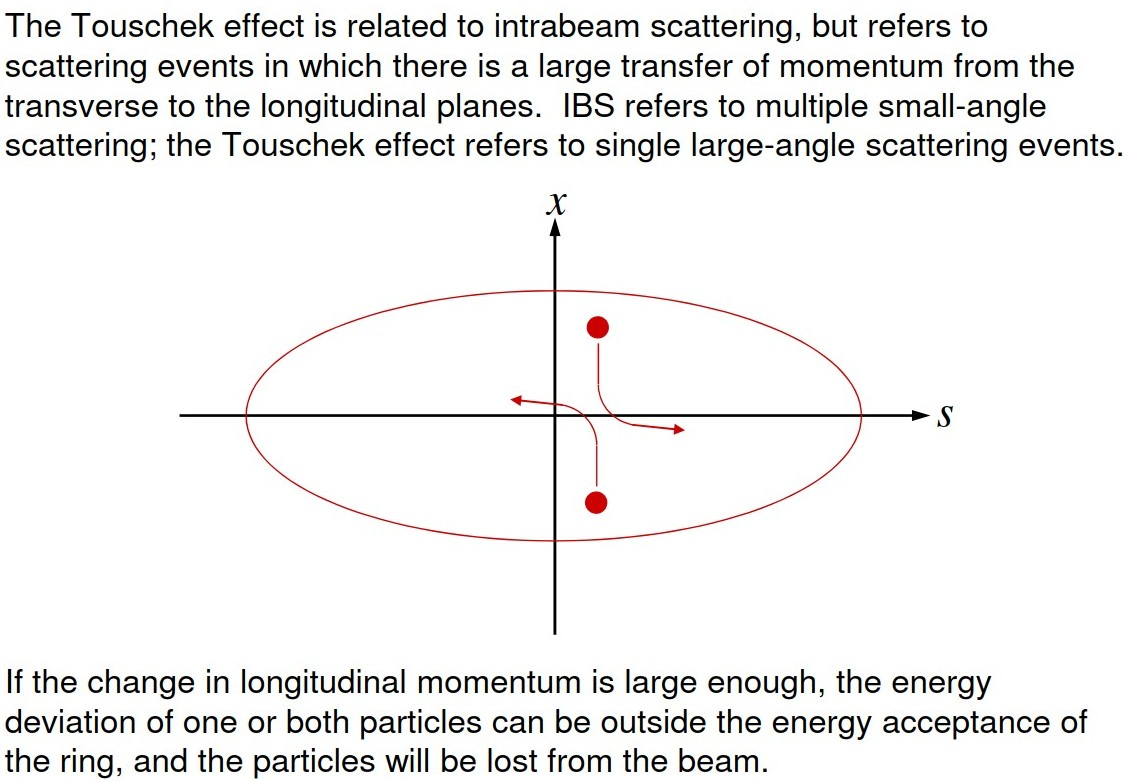 The Touschek effect is related to intrabeam scattering, but refers to
scattering events in which there is a large transfer of momentum from the
transverse to the longitudinal planes.  IBS refers to multiple small-angle
scattering; the Touschek effect refers to single large-angle scattering events.
x
s
If the change in longitudinal momentum is large enough, the energy
deviation of one or both particles can be outside the energy acceptance of
the ring, and the particles will be lost from the beam.